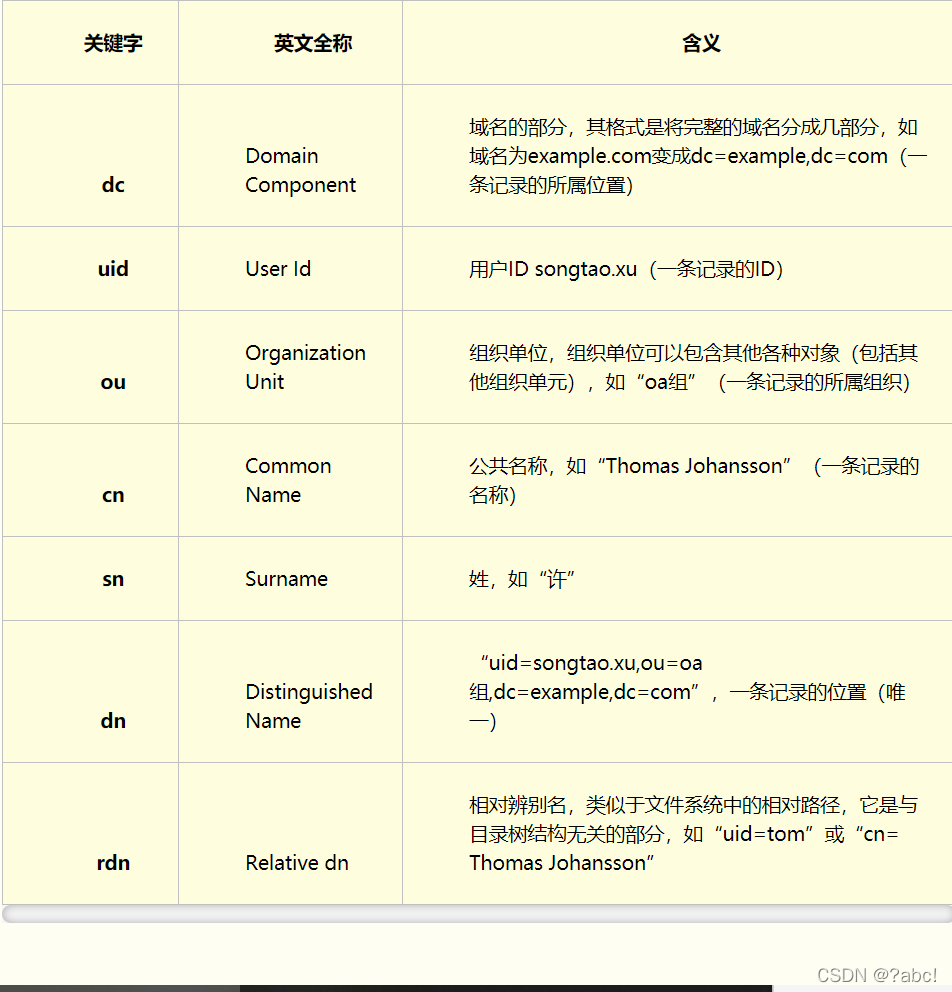 关键字
英文全称
含义
dc
Domain
Component
域名的部分，其格式是将完整的域名分成几部分，如
域名为example.com变成dc=example,dc=com（一
条记录的所属位置）
uid
User Id
用户ID songtao.xu（一条记录的ID）
ou
Organization
Unit
组织单位，组织单位可以包含其他各种对象（包括其
他组织单元），如“oa组”（一条记录的所属组织）
cn
Common
Name
公共名称，如“Thomas Johansson”（一条记录的
名称）
sn
Surname
姓，如“许”
dn
Distinguished
Name
“uid=songtao.xu,ou=oa
组,dc=example,dc=com”，一条记录的位置（唯
一）
rdn
Relative dn
相对辨别名，类似于文件系统中的相对路径，它是与
目录树结构无关的部分，如“uid=tom”或“cn=
Thomas Johansson”
CSDN @?abc!